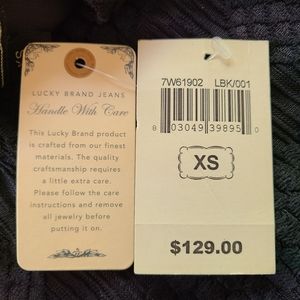 LUCKY BRAND JEANS
Handle With Care
This Lucky Brand product
is crafted from our finest
materials. The quality
craftsmanship requires
a little extra care.
Please follow the care
instructions and remove
all jewelry before
putting it on.
7W61902 LBK/001
8 03049 39895 0
XS
$129.00